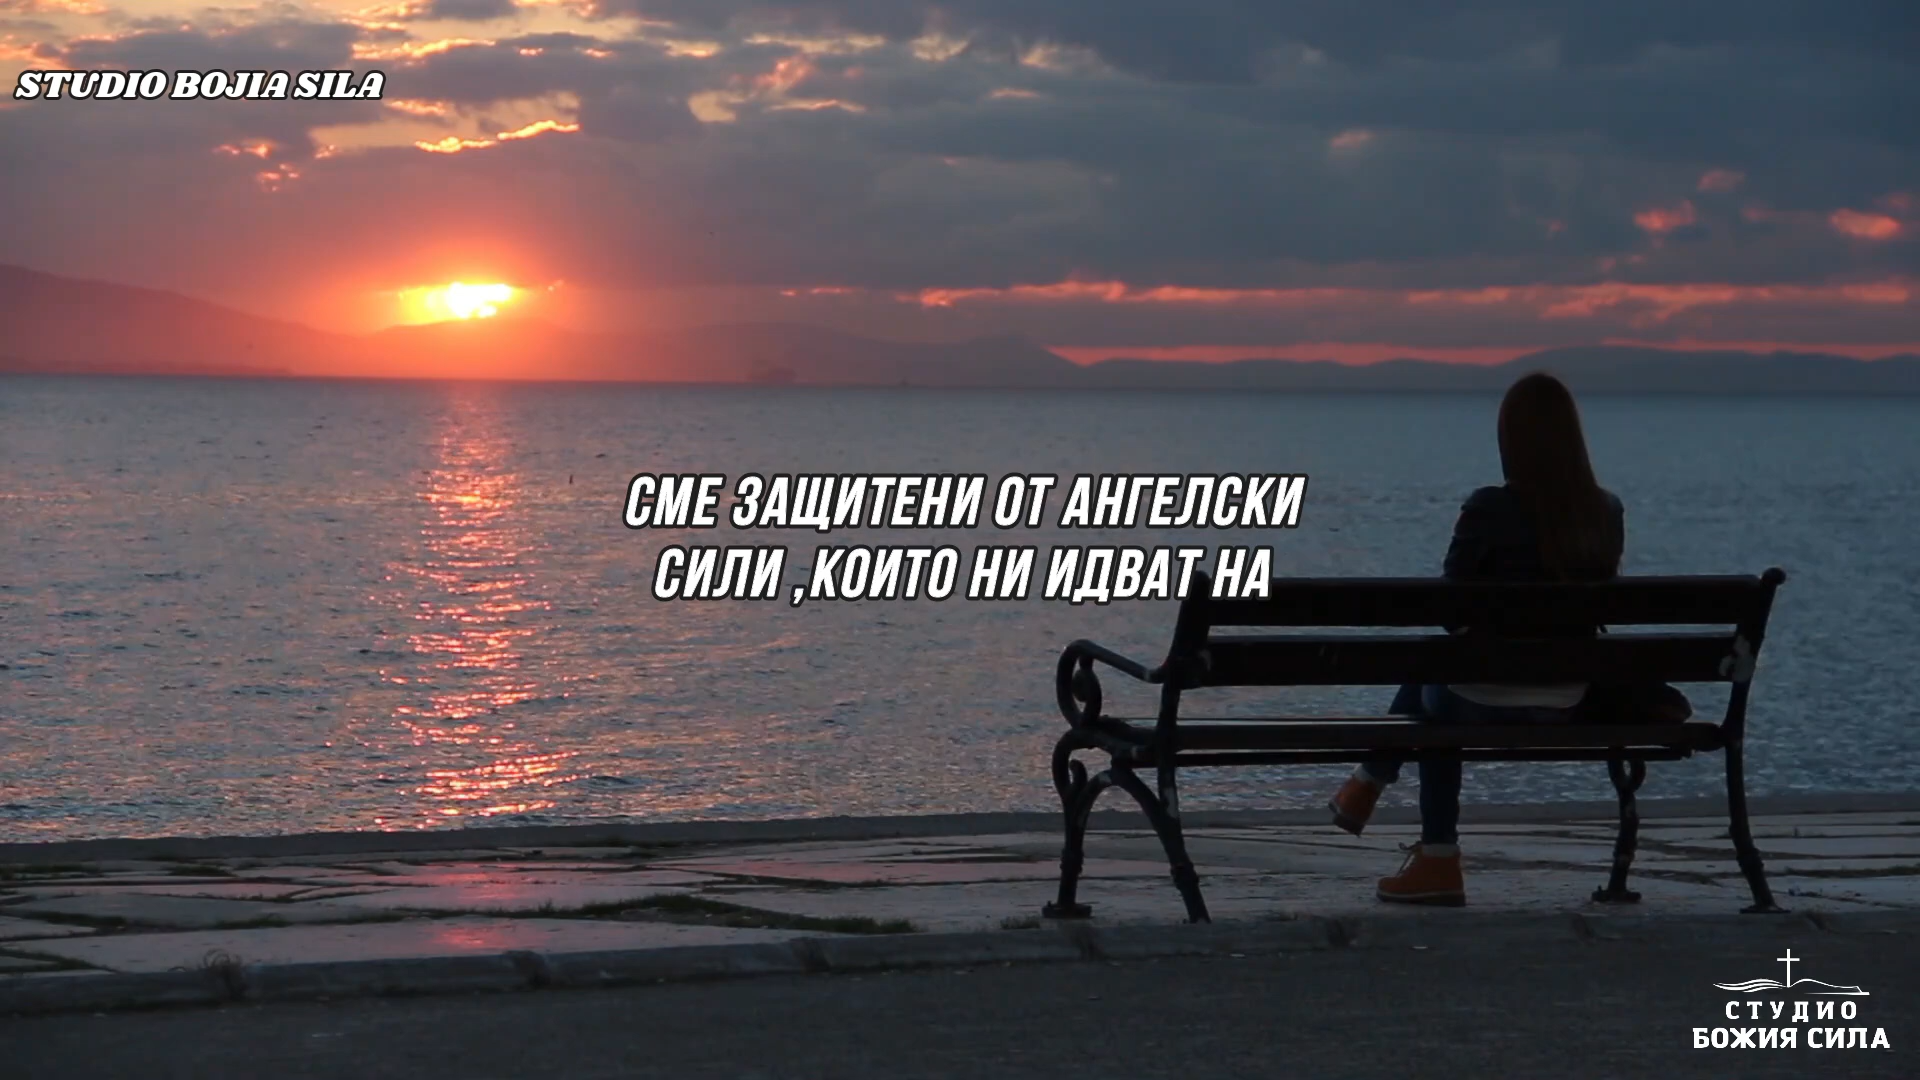 STUDIO BOJIA SILA
СМЕ ЗАЩИТЕНИ ОТ АНГЕЛСКИ
СИЛИ ,КОИТО НИ ИДВАТ НА
СТУДИО
БОЖИЯ СИЛА